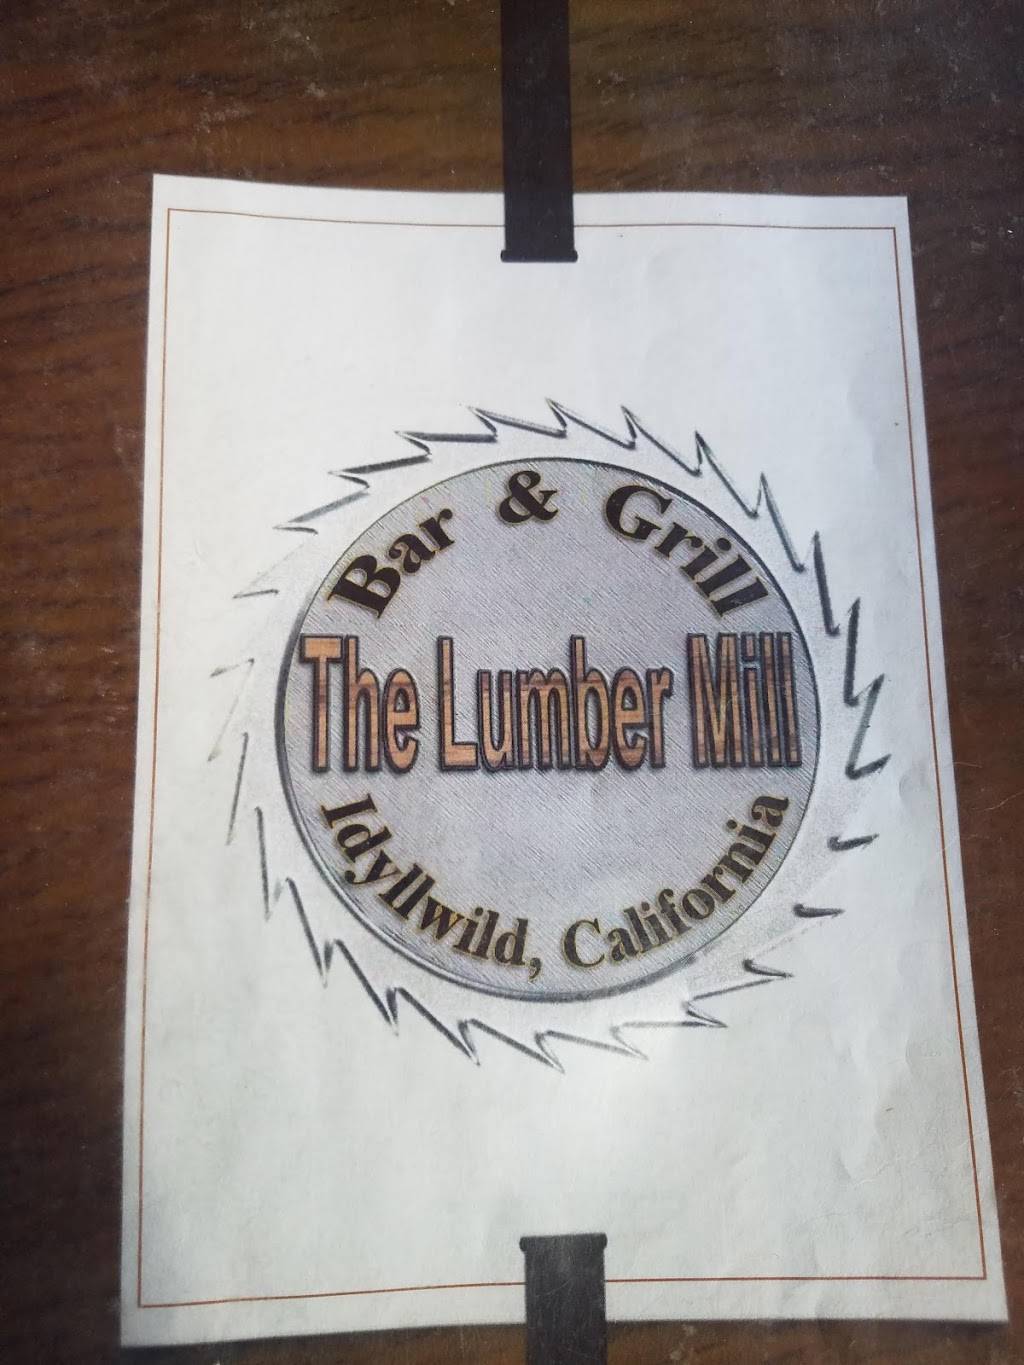 Bar & Grill
The Lumber Mill
Idyllwild, California